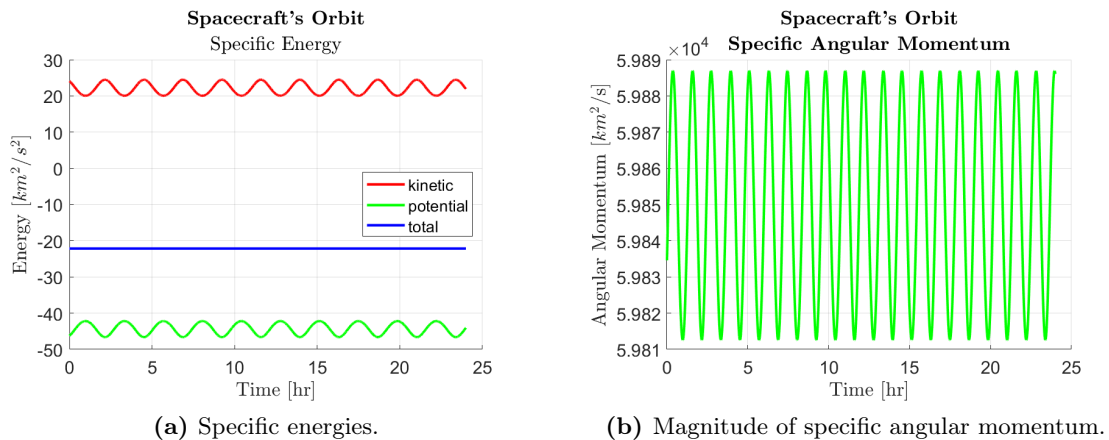 Spacecraft's Orbit
Specific Energy
30
20
10
0
-10
-20
-30
-40
-50
Energy [km²/s²]
kinetic
potential
total
0 5 10 15 20 25
Time [hr]
(a) Specific energies.
Spacecraft's Orbit
Specific Angular Momentum
×10⁴
5.989
5.988
5.987
5.986
5.985
5.984
5.983
5.982
5.981
Angular Momentum [km²/s]
0 5 10 15 20 25
Time [hr]
(b) Magnitude of specific angular momentum.